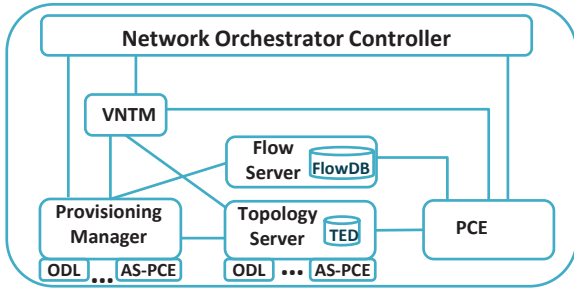 Network Orchestrator Controller
VNTM
Flow
Server
FlowDB
Provisioning
Manager
Topology
Server
TED
PCE
ODL ... AS-PCE
ODL ... AS-PCE